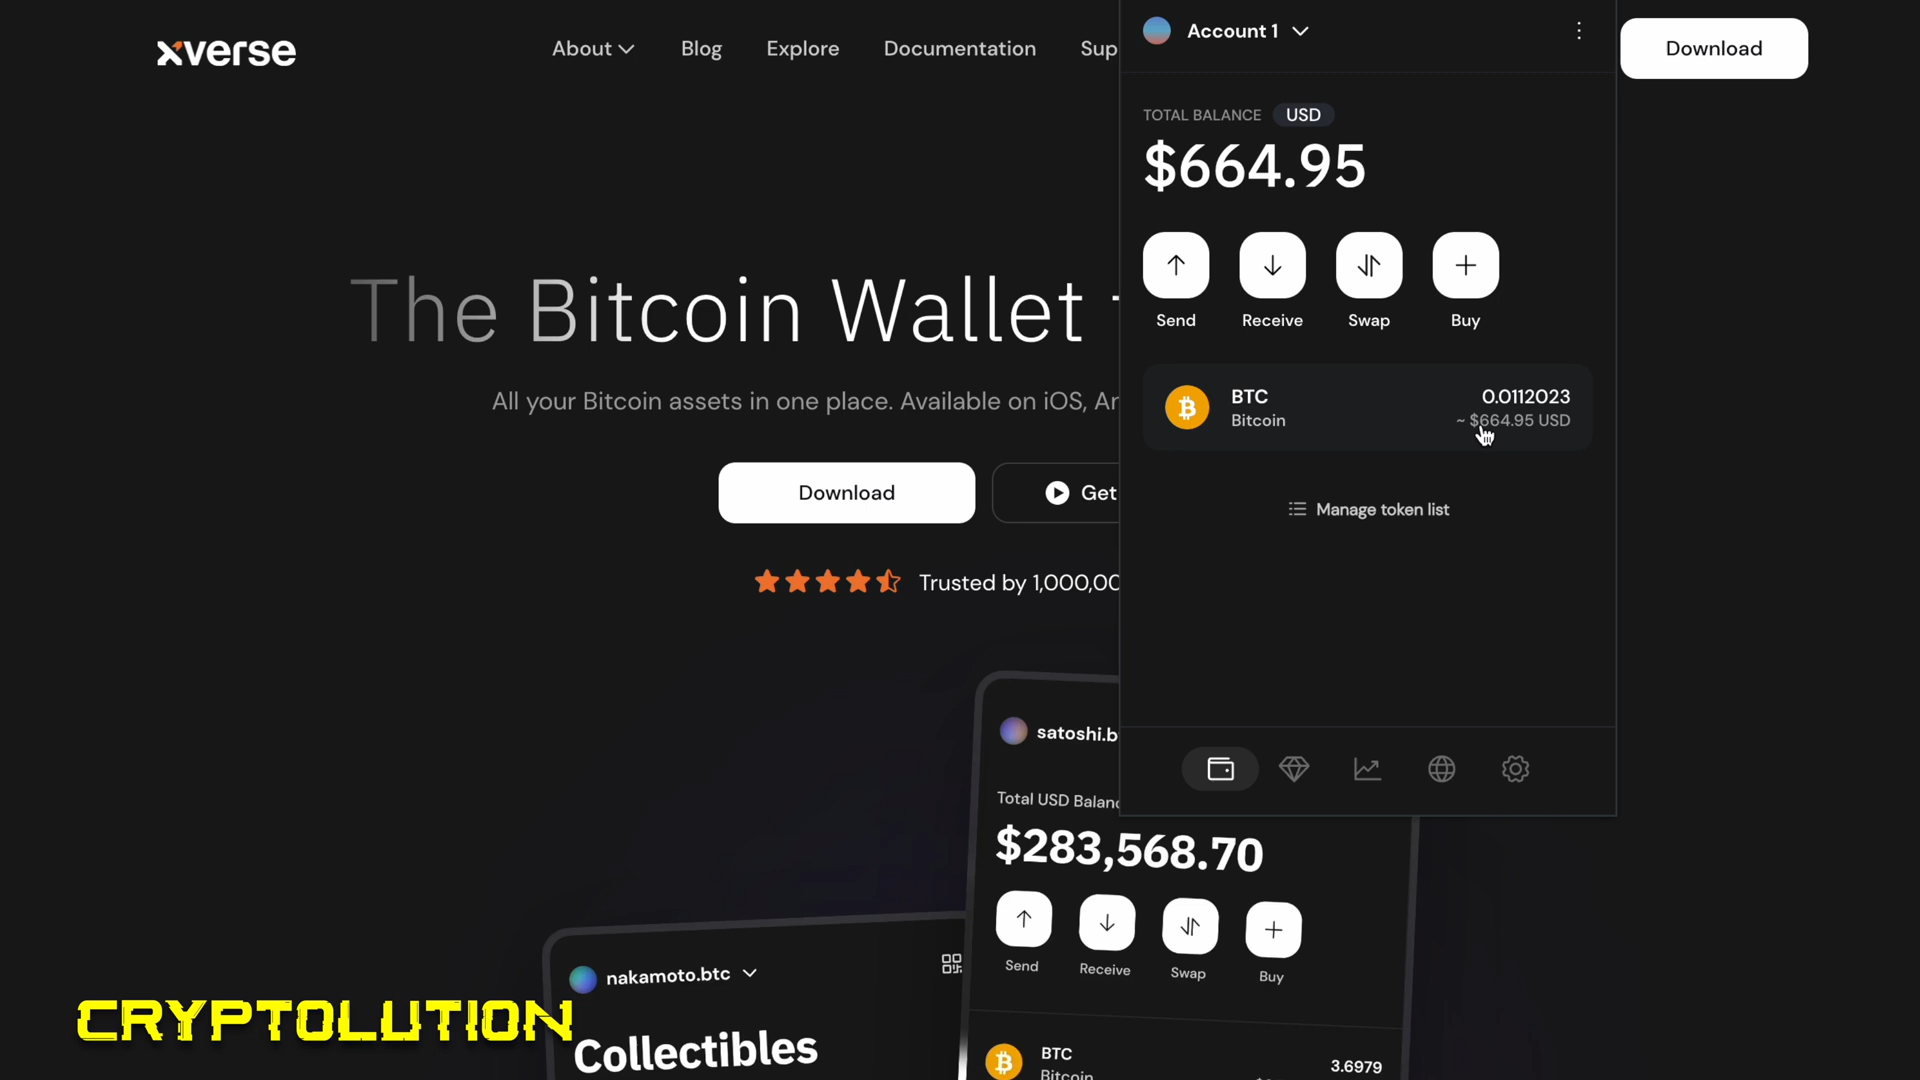 xverse
About
Blog
Explore
Documentation
Sup
Download
Account 1
TOTAL BALANCE USD
$664.95
Send
Receive
Swap
Buy
BTC
0.0112023
Bitcoin
~ $664.95 USD
Manage token list
The Bitcoin Wallet
All your Bitcoin assets in one place. Available on iOS, An
Download
Get
Trusted by 1,000,00
satoshi.b
Total USD Balanc
$283,568.70
Send
Receive
Swap
Buy
BTC
3.6979
Bitcoin
nakamoto.btc
Collectibles
CRYPTOLUTION